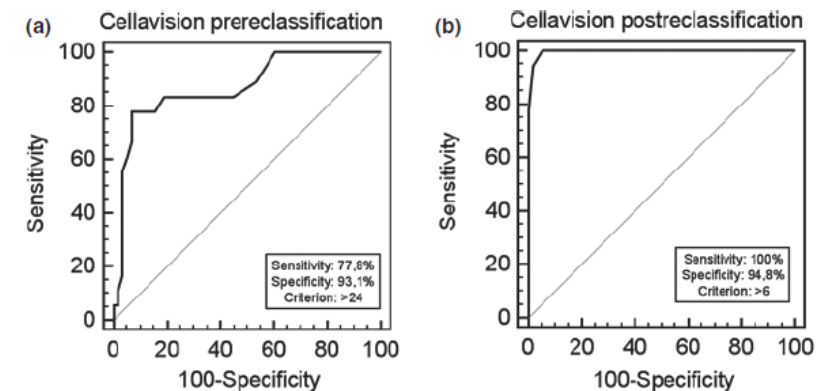 (a) Cellavision prereclassification
100
80
60
40
20
0
Sensitivity
Sensitivity: 77,8%
Specificity: 93,1%
Criterion: >24
0 20 40 60 80 100
100-Specificity
(b) Cellavision postreclassification
100
80
60
40
20
0
Sensitivity
Sensitivity: 100%
Specificity: 94,8%
Criterion: >6
0 20 40 60 80 100
100-Specificity